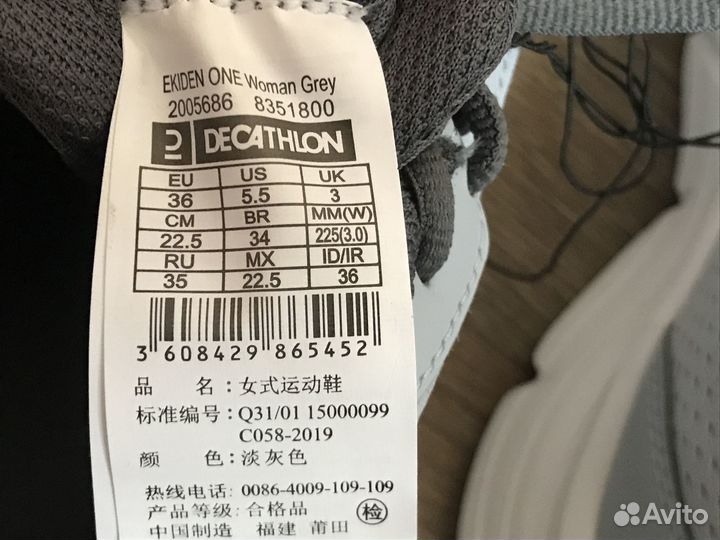 EKIDEN ONE Woman Grey
2005686 8351800
DECATHLON
EU US UK
36 5.5 3
CM BR MM(W)
22.5 34 225(3.0)
RU MX ID/IR
35 22.5 36
3 608429 865452
品 名：女式运动鞋
标准编号：Q31/01 15000099
C058-2019
颜 色：淡灰色
热线电话：0086-4009-109-109
产品等级：合格品
中国制造 福建 莆田 检
Avito